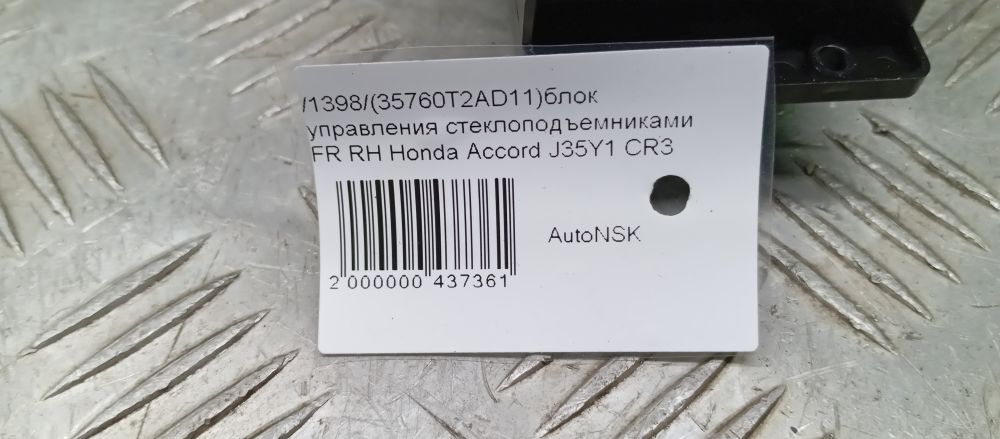 /1398/(35760T2AD11)блок
управления стеклоподъемниками
FR RH Honda Accord J35Y1 CR3
AutoNSK
2 000000 437361